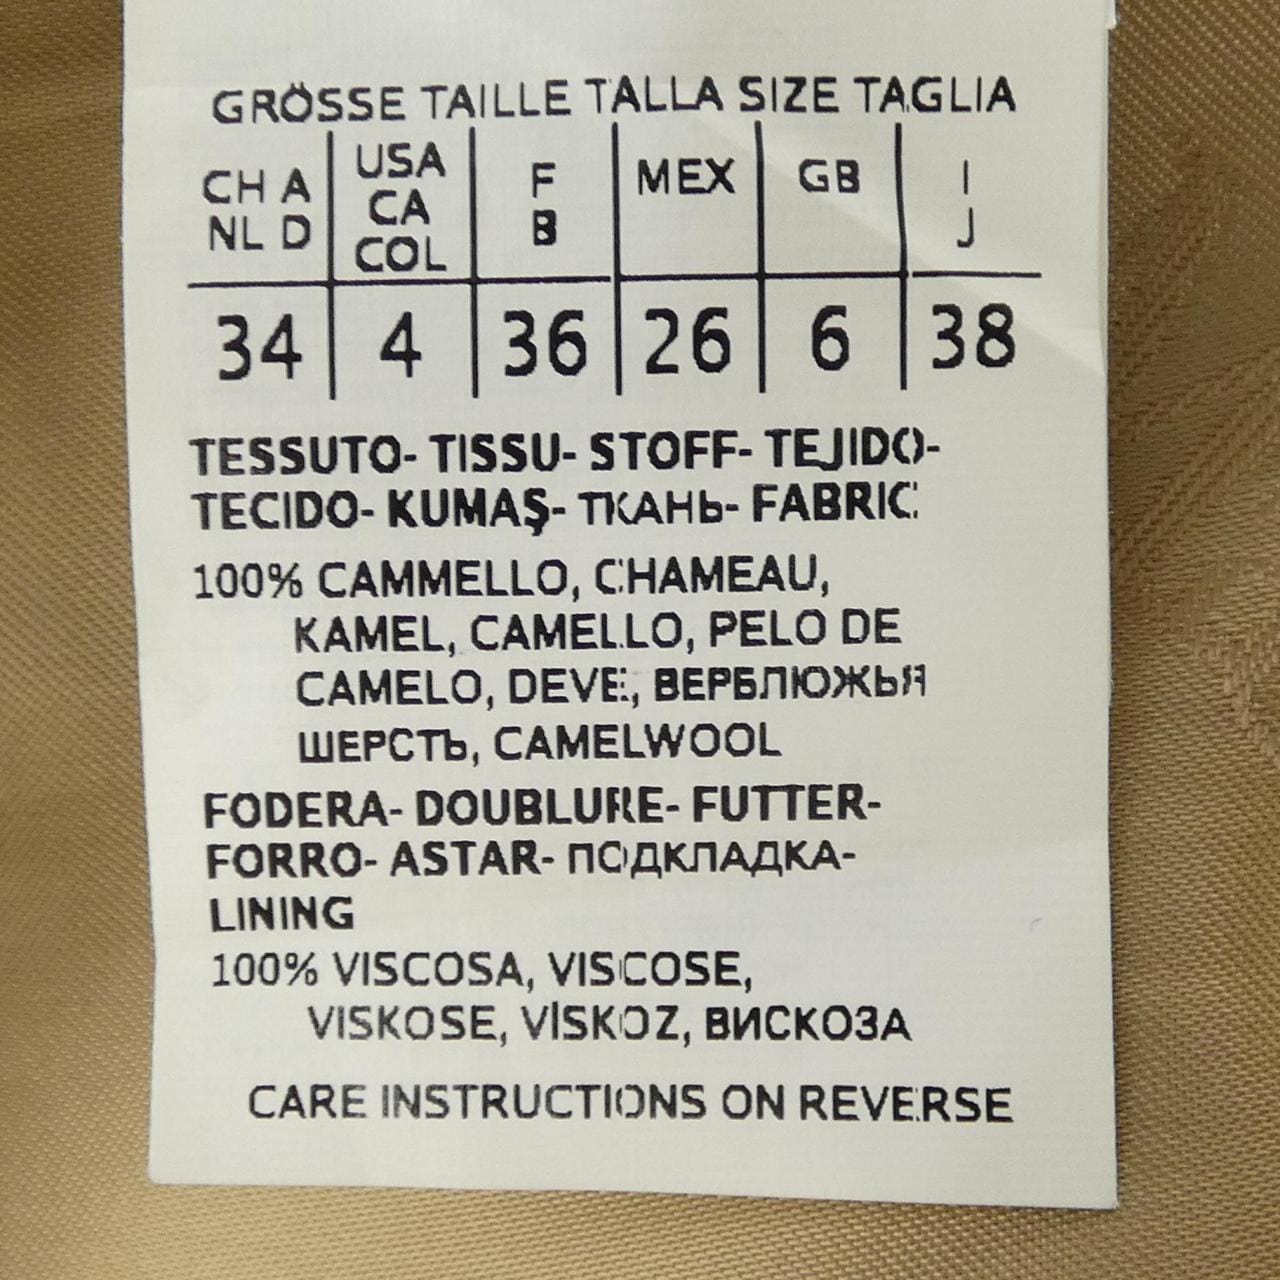 GRÖSSE TAILLE TALLA SIZE TAGLIA
CH A NL D | USA CA COL | F B | MEX | GB | I J
34 | 4 | 36 | 26 | 6 | 38
TESSUTO- TISSU- STOFF- TEJIDO-
TECIDO- KUMAŞ- ТКАНЬ- FABRIC:
100% CAMMELLO, CHAMEAU,
KAMEL, CAMELLO, PELO DE
CAMELO, DEVE, ВЕРБЛЮЖЬЯ
ШЕРСТЬ, CAMELWOOL
FODERA- DOUBLURE- FUTTER-
FORRO- ASTAR- ПОДКЛАДКА-
LINING
100% VISCOSA, VISCOSE,
VISKOSE, VİSKOZ, ВИСКОЗА
CARE INSTRUCTIONS ON REVERSE